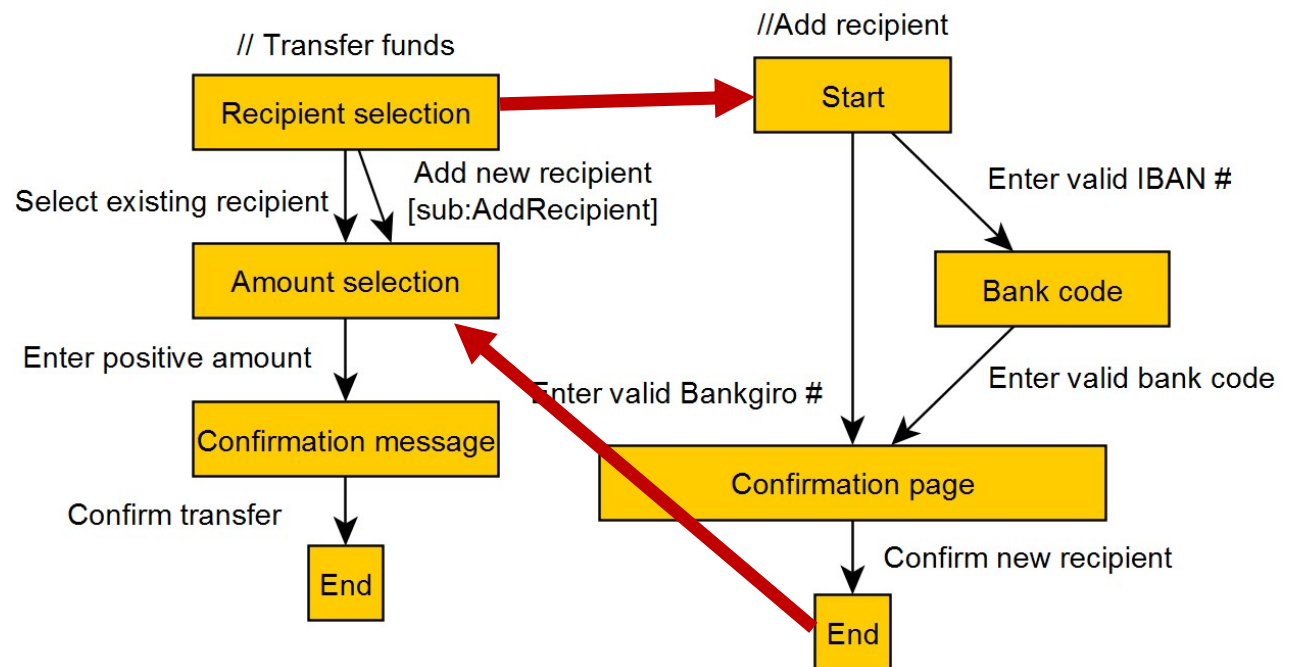 // Transfer funds
Recipient selection
Select existing recipient
Add new recipient
[sub:AddRecipient]
Amount selection
Enter positive amount
Confirmation message
Confirm transfer
End
//Add recipient
Start
Enter valid IBAN #
Bank code
Enter valid Bankgiro #
Enter valid bank code
Confirmation page
Confirm new recipient
End